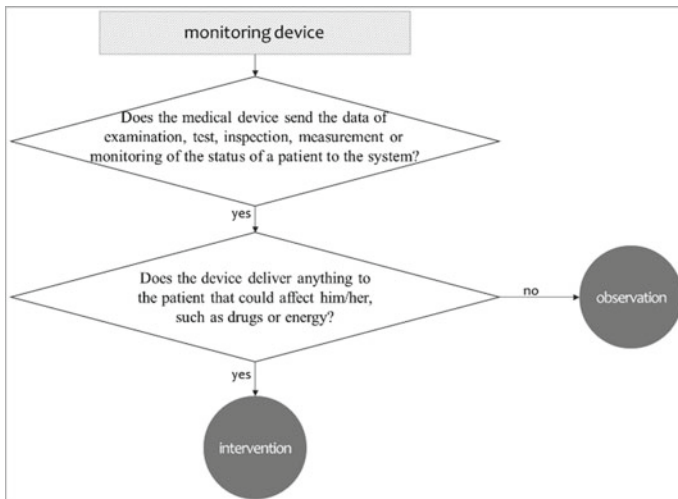 monitoring device
Does the medical device send the data of
examination, test, inspection, measurement or
monitoring of the status of a patient to the system?
yes
Does the device deliver anything to
the patient that could affect him/her,
such as drugs or energy?
no
observation
yes
intervention